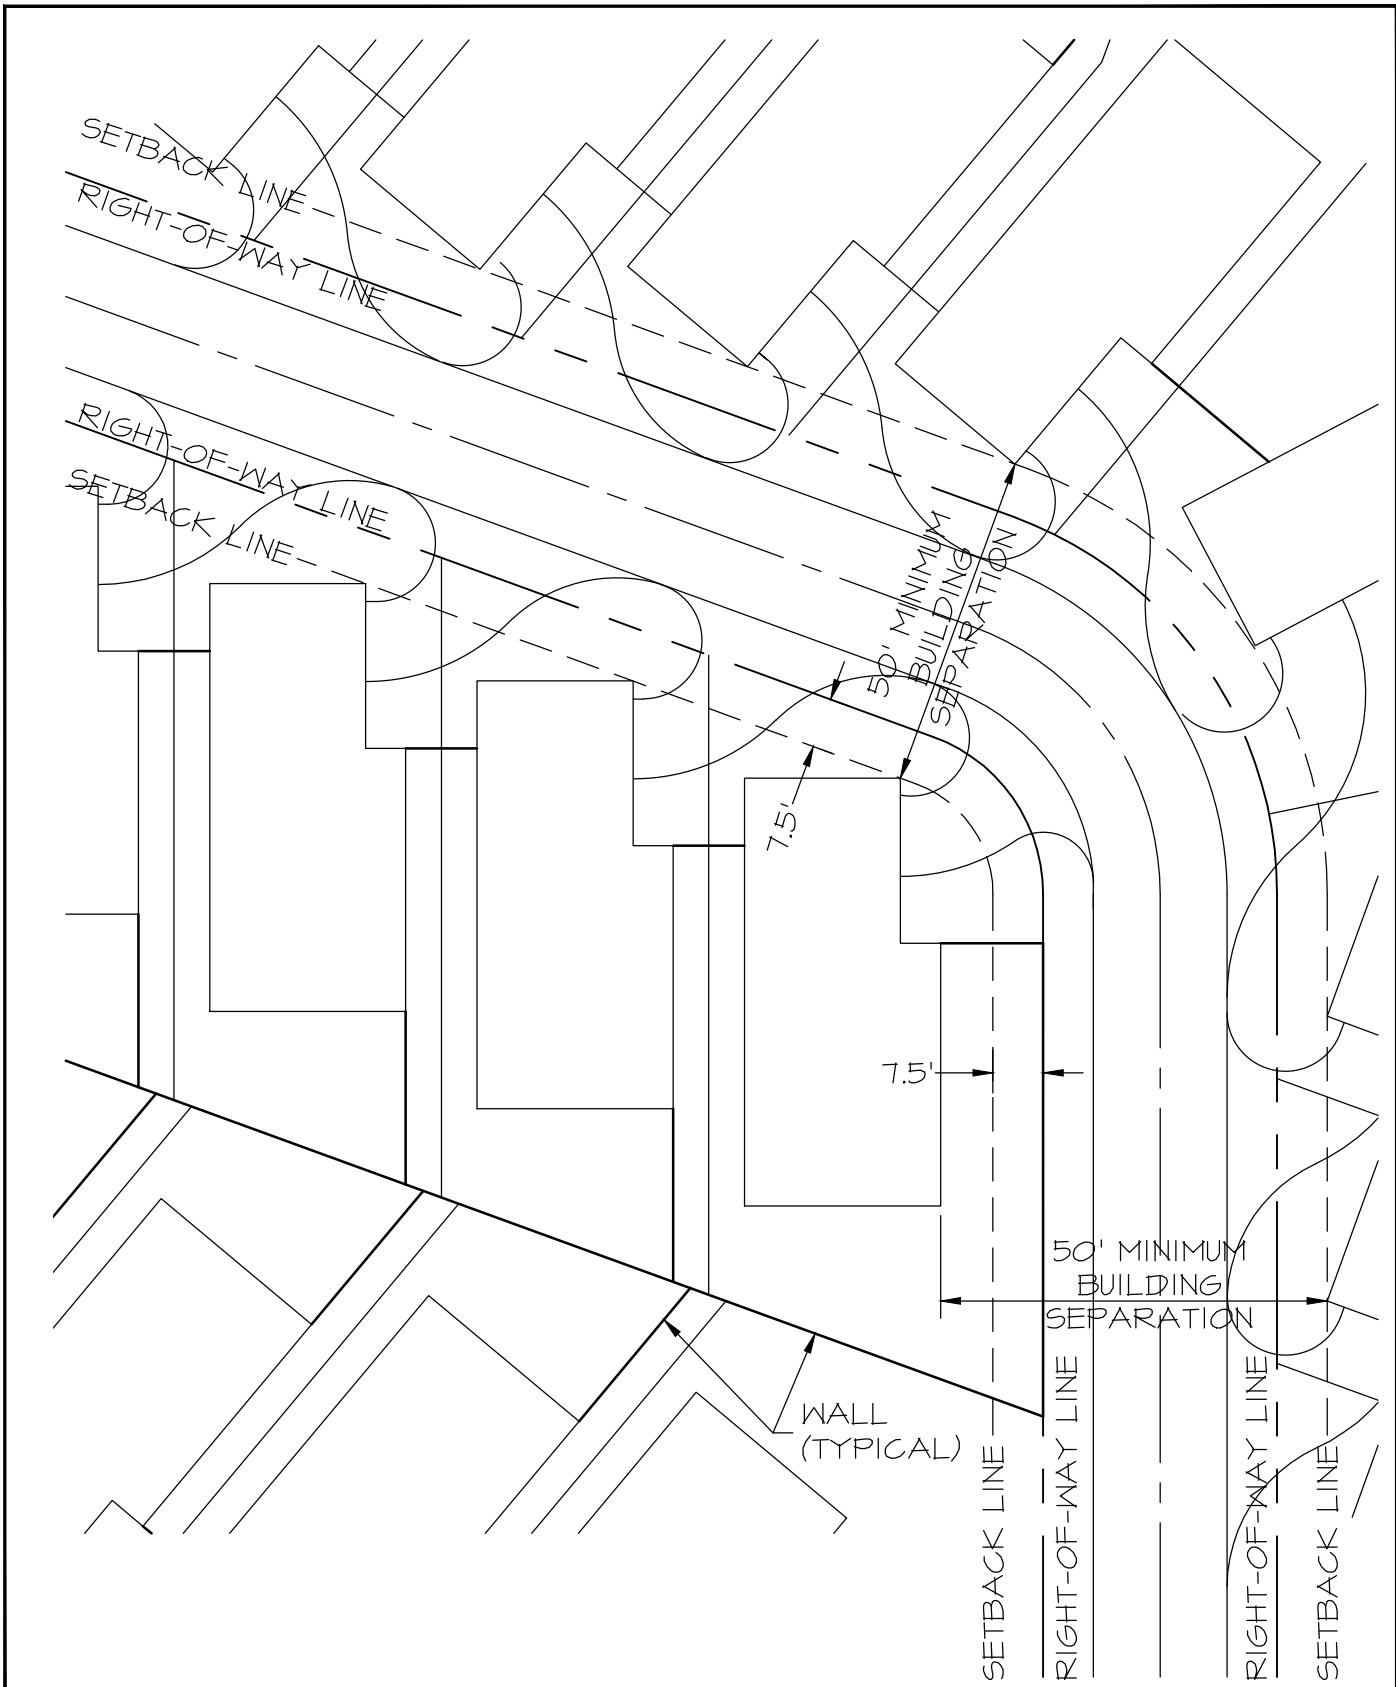 SETBACK LINE
RIGHT-OF-WAY LINE
RIGHT-OF-WAY LINE
SETBACK LINE
50' MINIMUM
BUILDING
SEPARATION
7.5'
7.5'
50' MINIMUM
BUILDING
SEPARATION
WALL
(TYPICAL)
SETBACK LINE
RIGHT-OF-WAY LINE
RIGHT-OF-WAY LINE
SETBACK LINE